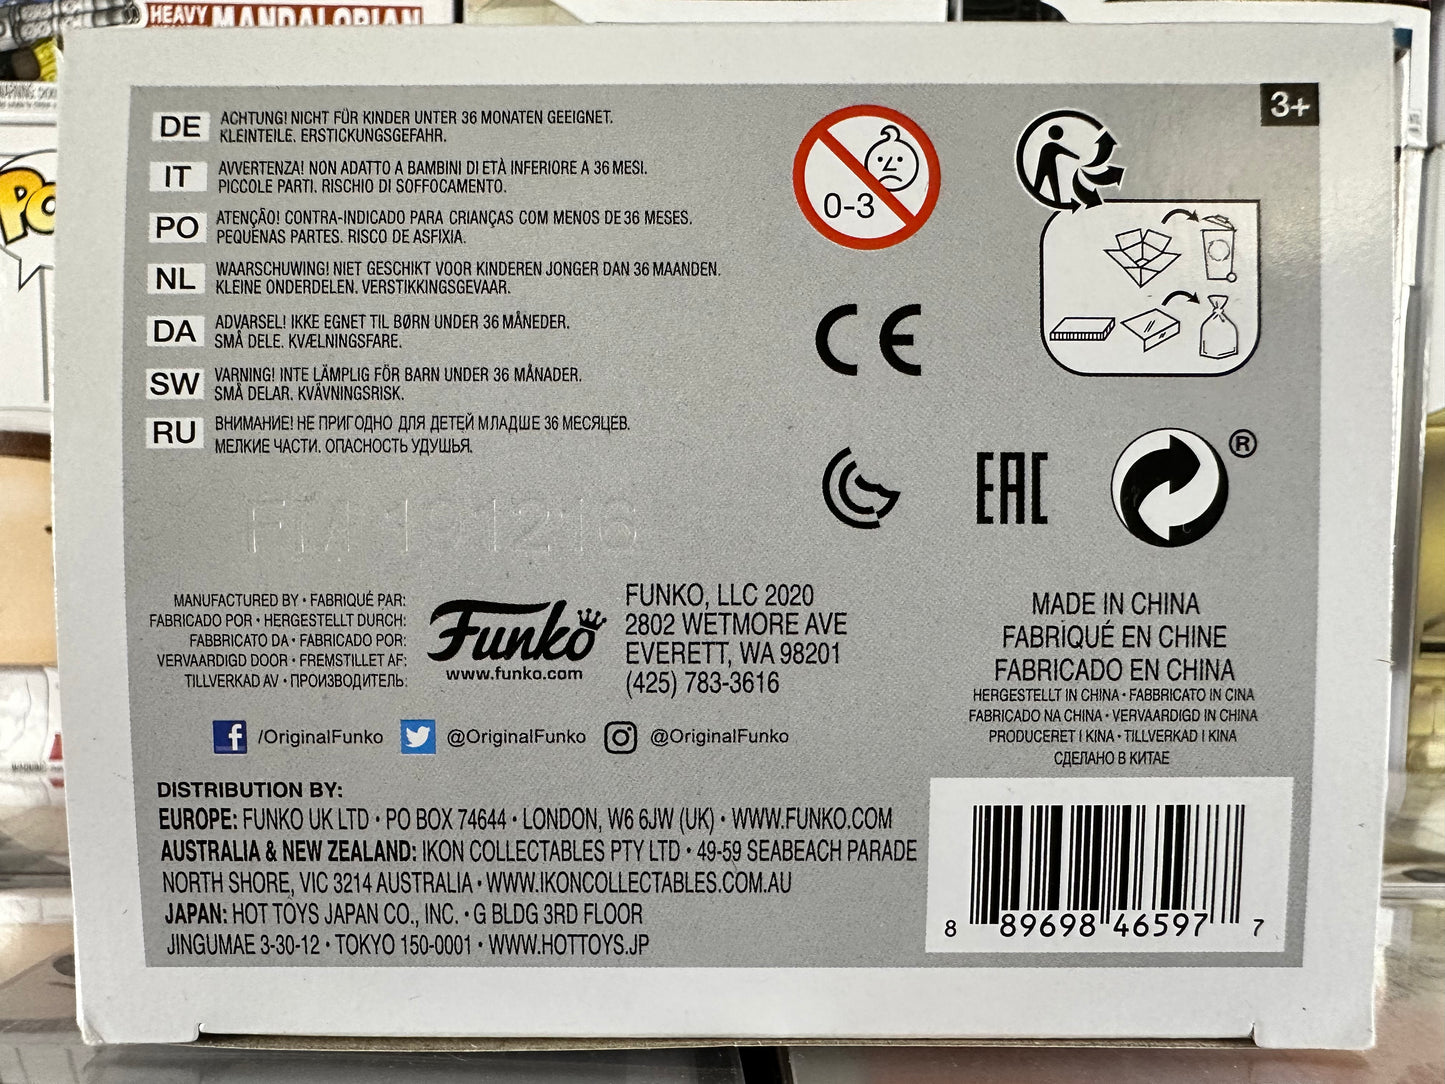 HEAVY MANDALORIAN
3+
DE ACHTUNG! NICHT FÜR KINDER UNTER 36 MONATEN GEEIGNET.
KLEINTEILE. ERSTICKUNGSGEFAHR.
IT AVVERTENZA! NON ADATTO A BAMBINI DI ETÀ INFERIORE A 36 MESI.
PICCOLE PARTI. RISCHIO DI SOFFOCAMENTO.
PO ATENÇÃO! CONTRA-INDICADO PARA CRIANÇAS COM MENOS DE 36 MESES.
PEQUENAS PARTES. RISCO DE ASFIXIA.
NL WAARSCHUWING! NIET GESCHIKT VOOR KINDEREN JONGER DAN 36 MAANDEN.
KLEINE ONDERDELEN. VERSTIKKINGSGEVAAR.
DA ADVARSEL! IKKE EGNET TIL BØRN UNDER 36 MÅNEDER.
SMÅ DELE. KVÆLNINGSFARE.
SW VARNING! INTE LÄMPLIG FÖR BARN UNDER 36 MÅNADER.
SMÅ DELAR. KVÄVNINGSRISK.
RU ВНИМАНИЕ! НЕ ПРИГОДНО ДЛЯ ДЕТЕЙ МЛАДШЕ 36 МЕСЯЦЕВ.
МЕЛКИЕ ЧАСТИ. ОПАСНОСТЬ УДУШЬЯ.
0-3
CE
EAC
®
MANUFACTURED BY • FABRIQUÉ PAR:
FABRICADO POR • HERGESTELLT DURCH:
FABBRICATO DA • FABRICADO POR:
VERVAARDIGD DOOR • FREMSTILLET AF:
TILLVERKAD AV • ПРОИЗВОДИТЕЛЬ:
Funko
www.funko.com
FUNKO, LLC 2020
2802 WETMORE AVE
EVERETT, WA 98201
(425) 783-3616
MADE IN CHINA
FABRIQUÉ EN CHINE
FABRICADO EN CHINA
HERGESTELLT IN CHINA • FABBRICATO IN CINA
FABRICADO NA CHINA • VERVAARDIGD IN CHINA
PRODUCERET I KINA • TILLVERKAD I KINA
СДЕЛАНО В КИТАЕ
/OriginalFunko @OriginalFunko @OriginalFunko
DISTRIBUTION BY:
EUROPE: FUNKO UK LTD • PO BOX 74644 • LONDON, W6 6JW (UK) • WWW.FUNKO.COM
AUSTRALIA & NEW ZEALAND: IKON COLLECTABLES PTY LTD • 49-59 SEABEACH PARADE
NORTH SHORE, VIC 3214 AUSTRALIA • WWW.IKONCOLLECTABLES.COM.AU
JAPAN: HOT TOYS JAPAN CO., INC. • G BLDG 3RD FLOOR
JINGUMAE 3-30-12 • TOKYO 150-0001 • WWW.HOTTOYS.JP
8 89698 46597 7